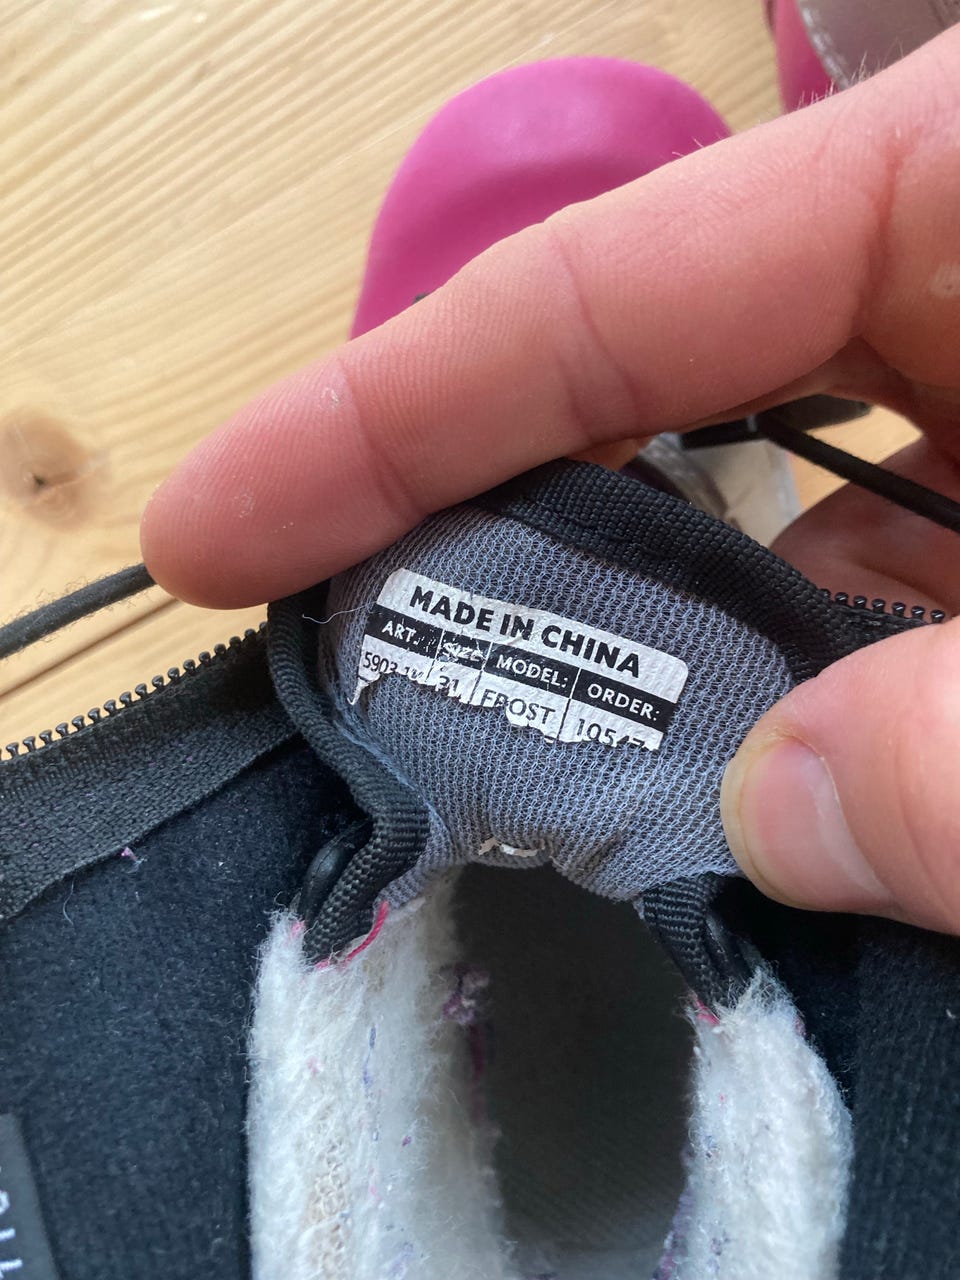 MADE IN CHINA
ART. SIZE MODEL: ORDER:
31 FROST